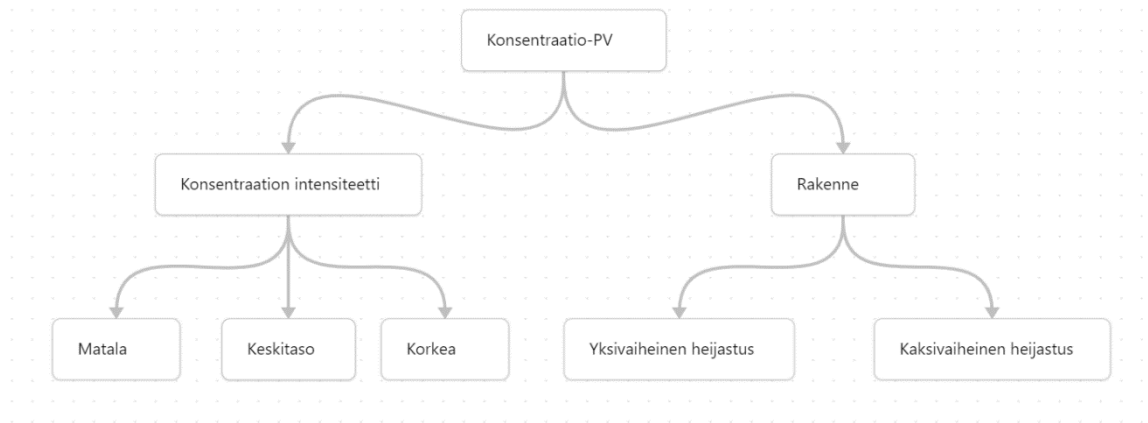 Konsentraatio-PV
Konsentraation intensiteetti
Rakenne
Matala
Keskitaso
Korkea
Yksivaiheinen heijastus
Kaksivaiheinen heijastus